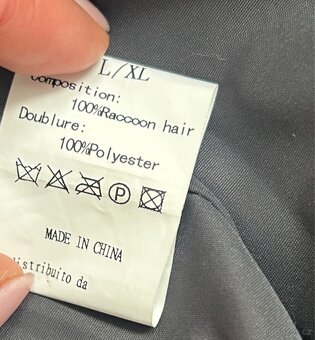 L/XL
Composition:
100%Raccoon hair
Doublure:
100%Polyester
P
MADE IN CHINA
Distribuito da